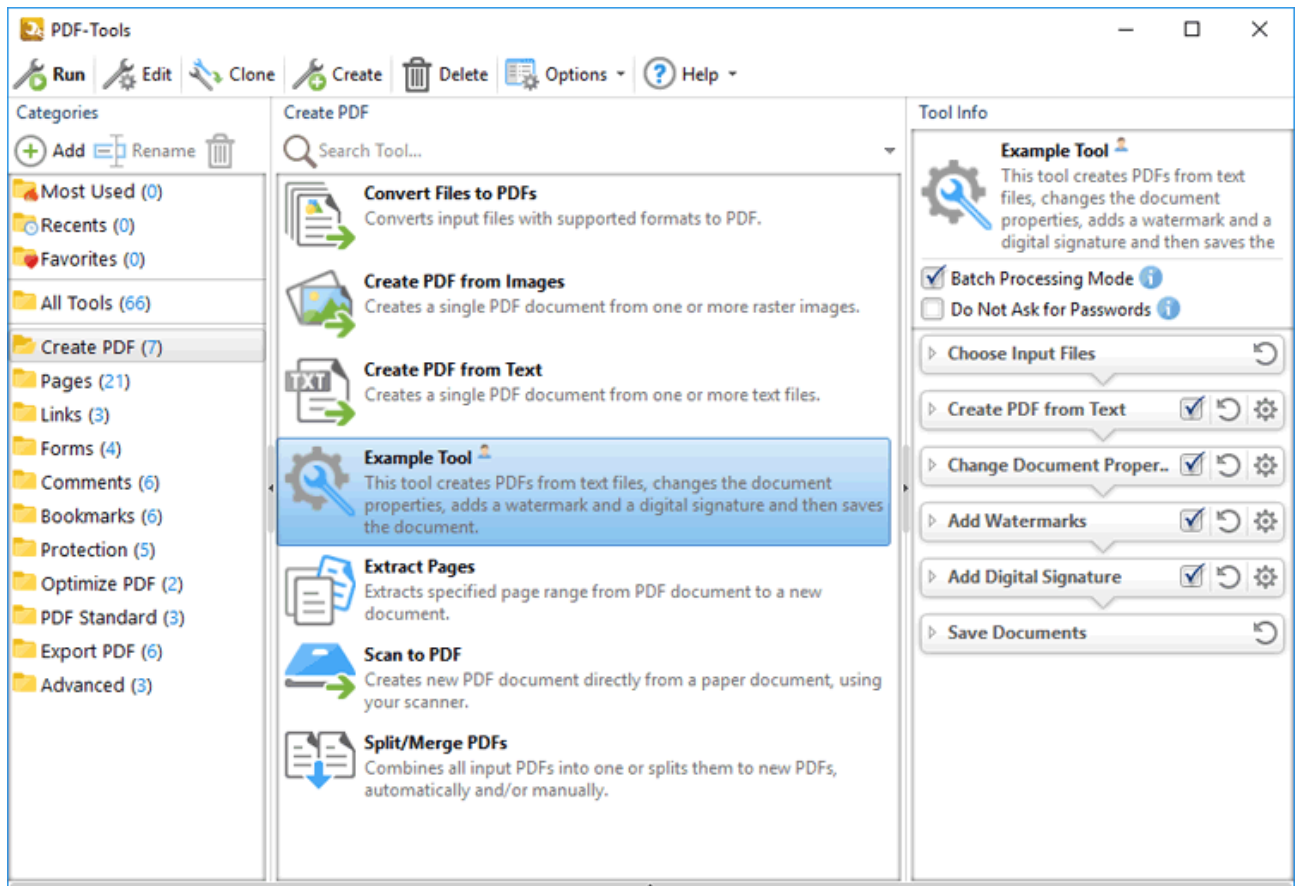 PDF-Tools
Run Edit Clone Create Delete Options Help
Categories
Add Rename
Most Used (0)
Recents (0)
Favorites (0)
All Tools (66)
Create PDF (7)
Pages (21)
Links (3)
Forms (4)
Comments (6)
Bookmarks (6)
Protection (5)
Optimize PDF (2)
PDF Standard (3)
Export PDF (6)
Advanced (3)
Create PDF
Search Tool...
Convert Files to PDFs
Converts input files with supported formats to PDF.
Create PDF from Images
Creates a single PDF document from one or more raster images.
TXT
Create PDF from Text
Creates a single PDF document from one or more text files.
Example Tool
This tool creates PDFs from text files, changes the document
properties, adds a watermark and a digital signature and then saves
the document.
Extract Pages
Extracts specified page range from PDF document to a new
document.
Scan to PDF
Creates new PDF document directly from a paper document, using
your scanner.
Split/Merge PDFs
Combines all input PDFs into one or splits them to new PDFs,
automatically and/or manually.
Tool Info
Example Tool
This tool creates PDFs from text
files, changes the document
properties, adds a watermark and a
digital signature and then saves the
Batch Processing Mode
Do Not Ask for Passwords
Choose Input Files
Create PDF from Text
Change Document Proper..
Add Watermarks
Add Digital Signature
Save Documents